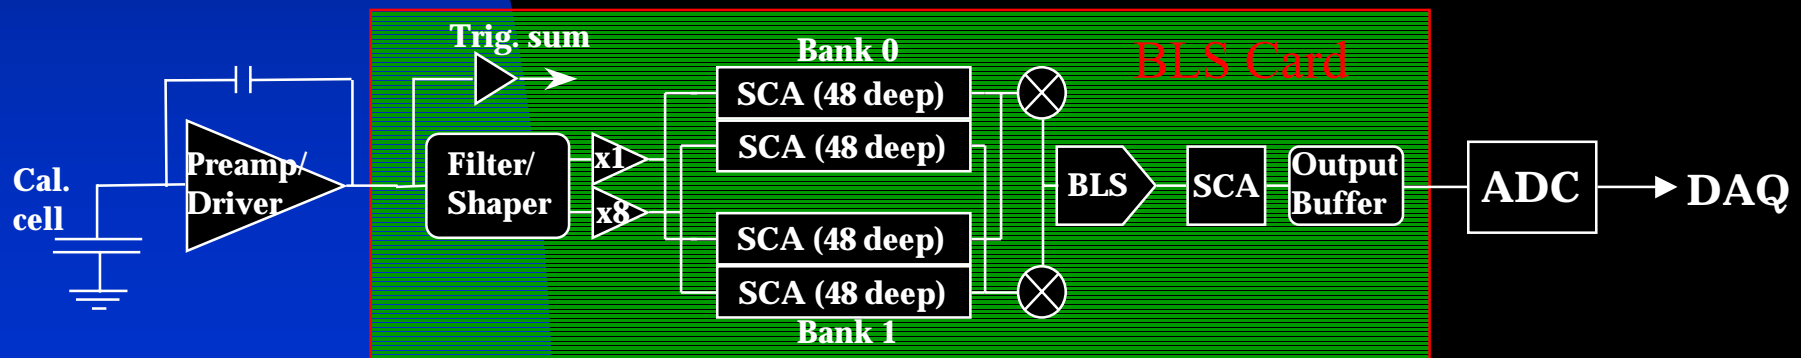 Trig. sum
Bank 0
BLS Card
SCA (48 deep)
SCA (48 deep)
Cal.
cell
Preamp/
Driver
Filter/
Shaper
x1
x8
BLS
SCA
Output
Buffer
ADC
DAQ
SCA (48 deep)
SCA (48 deep)
Bank 1